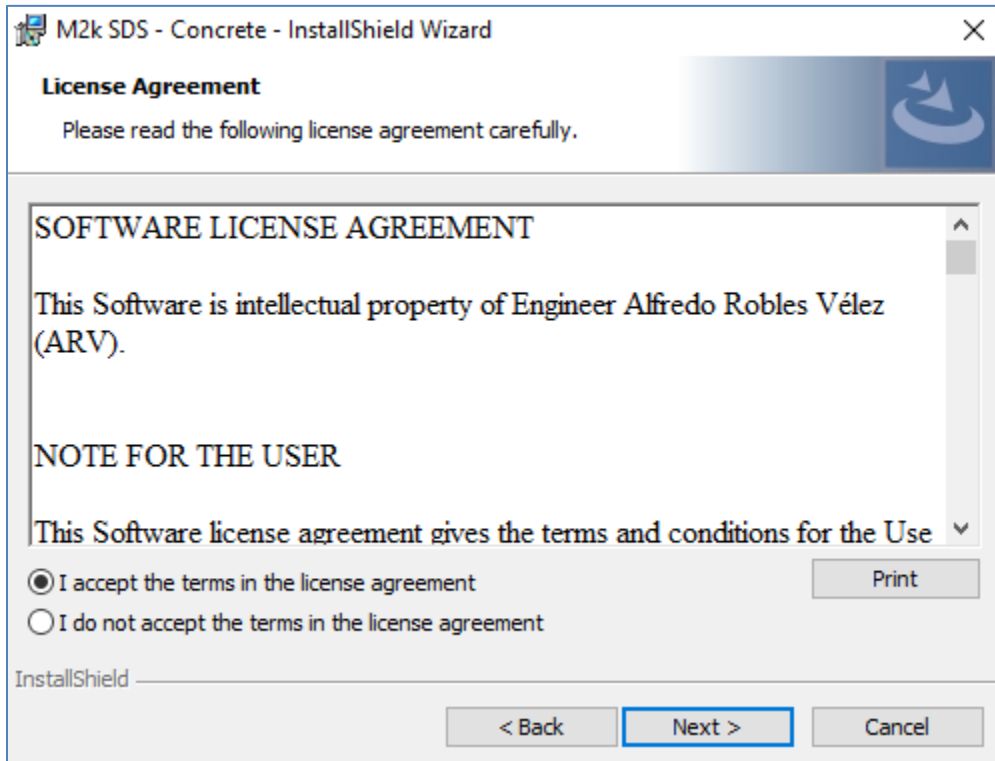 M2k SDS - Concrete - InstallShield Wizard
License Agreement
Please read the following license agreement carefully.
SOFTWARE LICENSE AGREEMENT
This Software is intellectual property of Engineer Alfredo Robles Vélez
(ARV).
NOTE FOR THE USER
This Software license agreement gives the terms and conditions for the Use
I accept the terms in the license agreement
Print
I do not accept the terms in the license agreement
InstallShield
< Back
Next >
Cancel